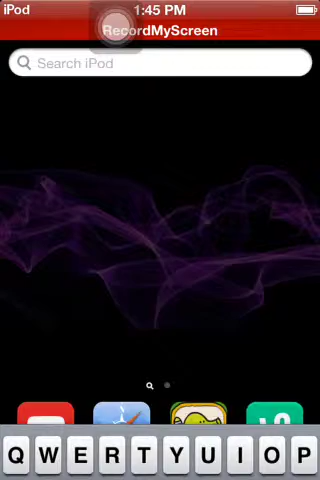 iPod 1:45 PM
RecordMyScreen
Search iPod
Q W E R T Y U I O P